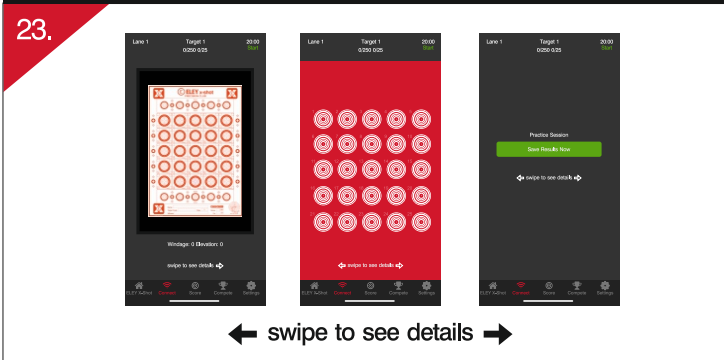 23.
Lane 1 Target 1 20:00
0/250 0/25 Start
X ELEY x-shot X
X
Windage: 0 Elevation: 0
swipe to see details
ELEY X-Shot Connect Score Compete Settings
Lane 1 Target 1 20:00
0/250 0/25 Start
swipe to see details
ELEY X-Shot Connect Score Compete Settings
Lane 1 Target 1 20:00
0/250 0/25 Start
Practice Session
Save Results Now
swipe to see details
ELEY X-Shot Connect Score Compete Settings
swipe to see details